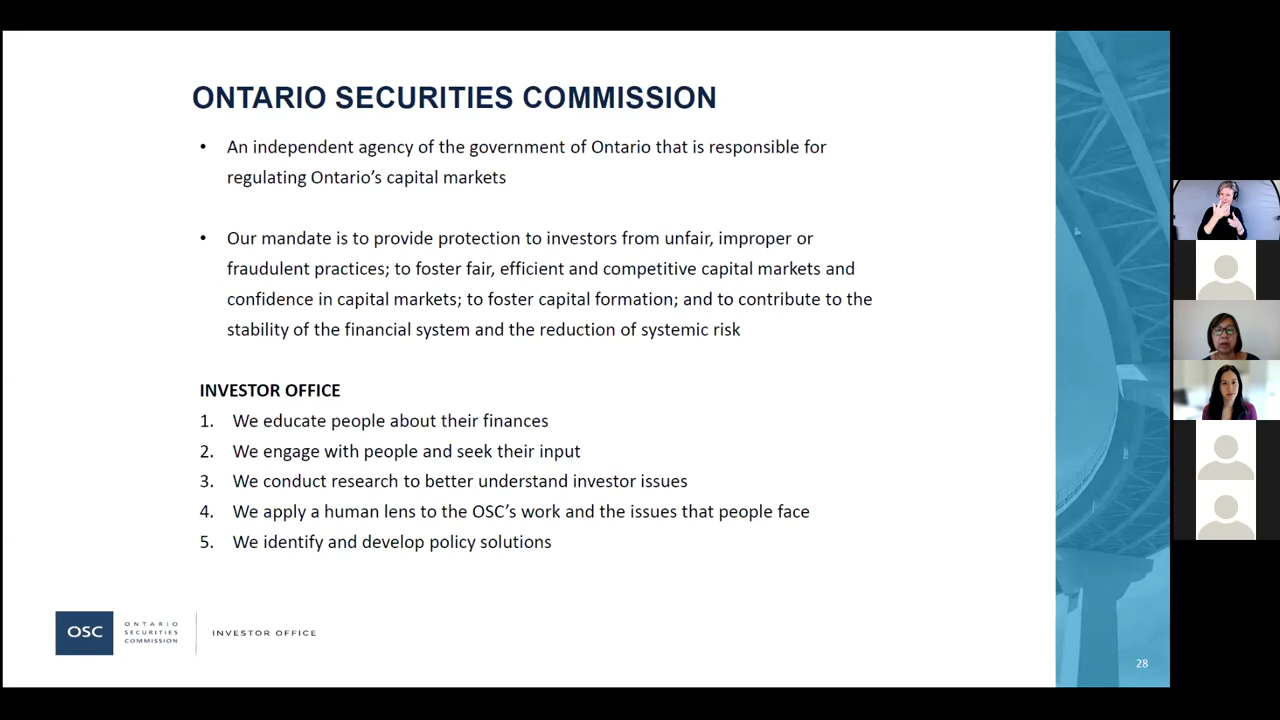 ONTARIO SECURITIES COMMISSION
• An independent agency of the government of Ontario that is responsible for
regulating Ontario’s capital markets
• Our mandate is to provide protection to investors from unfair, improper or
fraudulent practices; to foster fair, efficient and competitive capital markets and
confidence in capital markets; to foster capital formation; and to contribute to the
stability of the financial system and the reduction of systemic risk
INVESTOR OFFICE
1. We educate people about their finances
2. We engage with people and seek their input
3. We conduct research to better understand investor issues
4. We apply a human lens to the OSC’s work and the issues that people face
5. We identify and develop policy solutions
OSC
ONTARIO
SECURITIES
COMMISSION
INVESTOR OFFICE
28